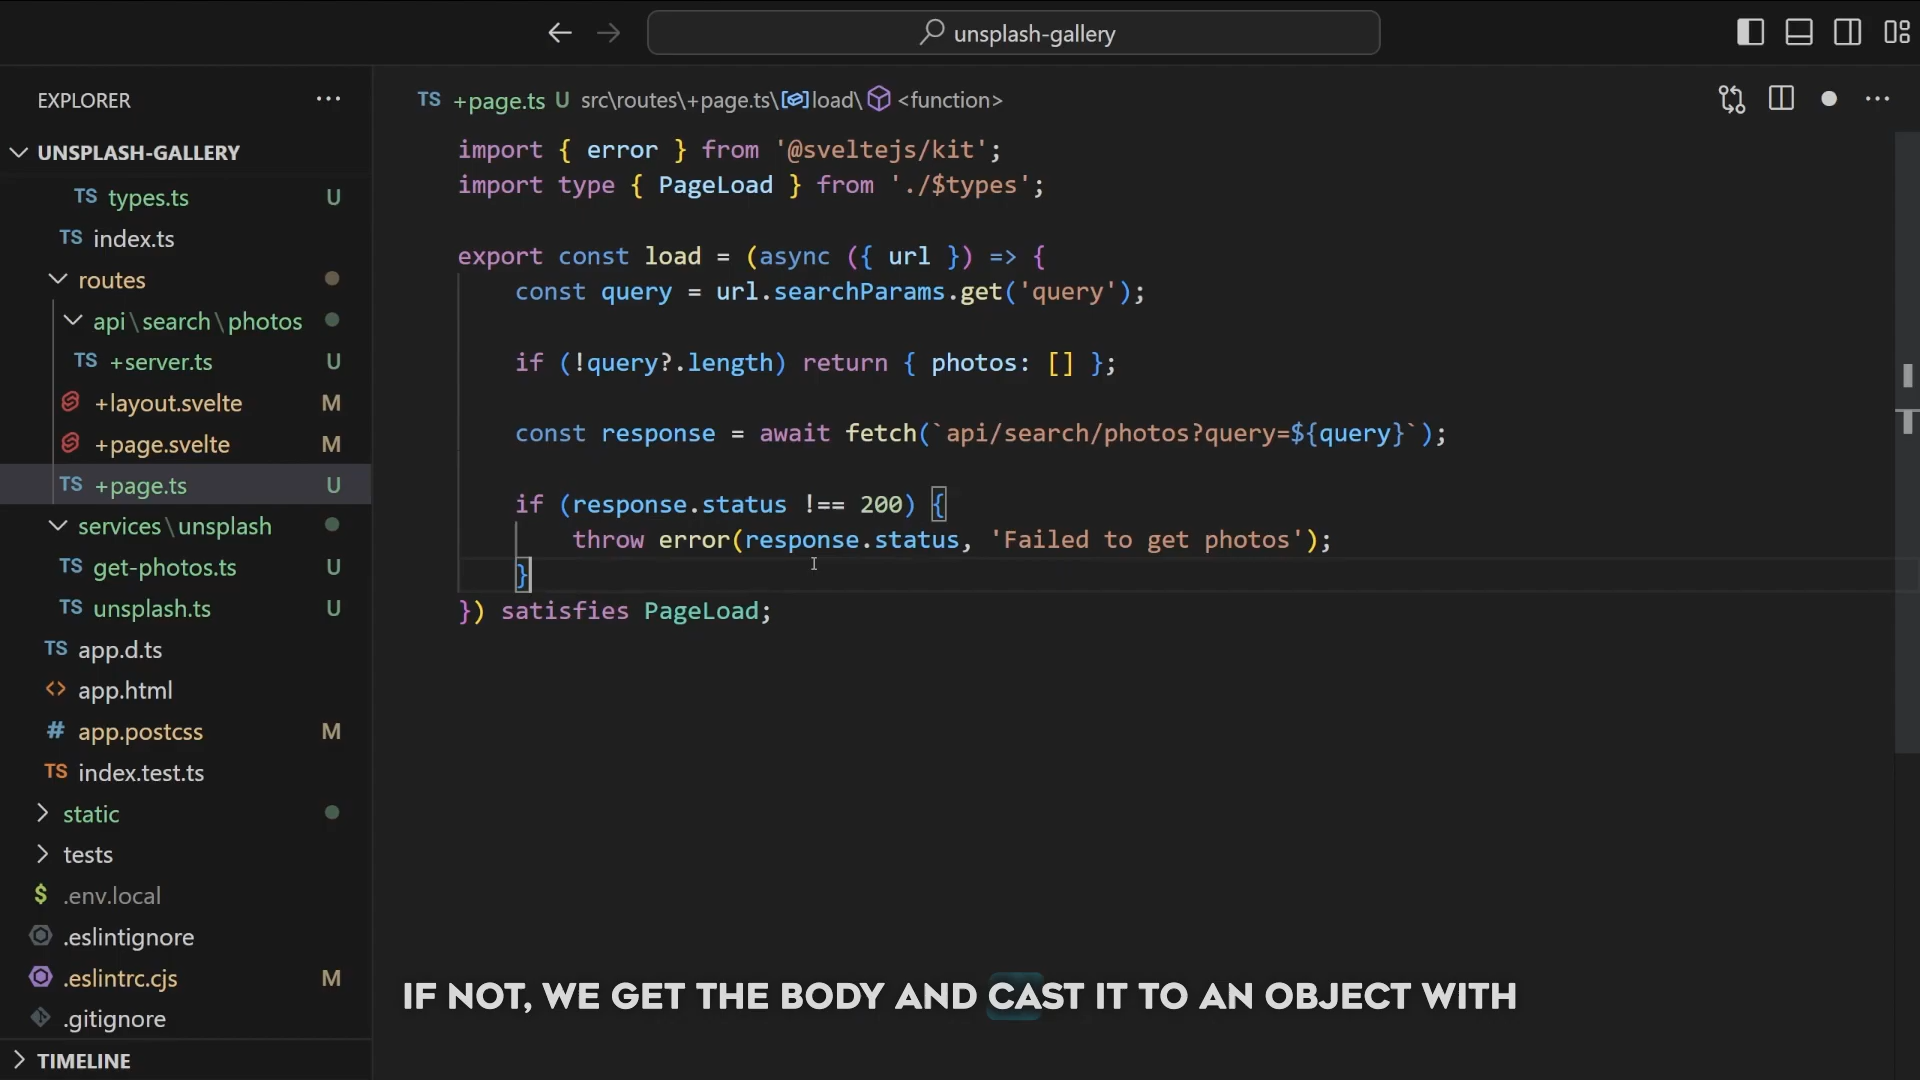 unsplash-gallery
EXPLORER
UNSPLASH-GALLERY
TS types.ts U
TS index.ts
routes
api\search\photos
TS +server.ts U
+layout.svelte M
+page.svelte M
TS +page.ts U
services\unsplash
TS get-photos.ts U
TS unsplash.ts U
TS app.d.ts
<> app.html
# app.postcss M
TS index.test.ts
static
tests
$ .env.local
.eslintignore
.eslintrc.cjs M
.gitignore
TIMELINE
TS +page.ts U src\routes\+page.ts\load\<function>
import { error } from '@sveltejs/kit';
import type { PageLoad } from './$types';
export const load = (async ({ url }) => {
const query = url.searchParams.get('query');
if (!query?.length) return { photos: [] };
const response = await fetch(`api/search/photos?query=${query}`);
if (response.status !== 200) {
throw error(response.status, 'Failed to get photos');
}
}) satisfies PageLoad;
IF NOT, WE GET THE BODY AND CAST IT TO AN OBJECT WITH